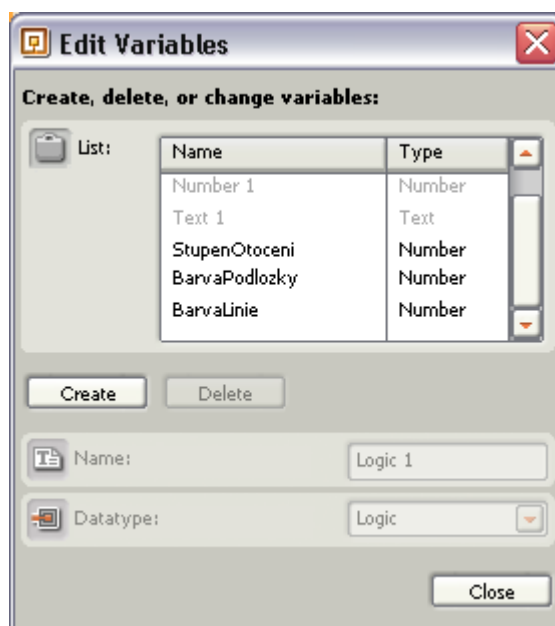 Edit Variables
Create, delete, or change variables:
List:
Name Type
Number 1 Number
Text 1 Text
StupenOtoceni Number
BarvaPodlozky Number
BarvaLinie Number
Create Delete
Name: Logic 1
Datatype: Logic
Close